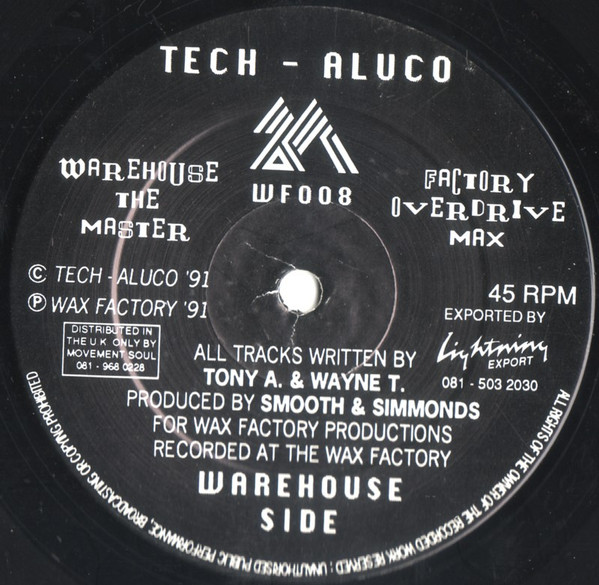 TECH - ALUCO
WF008
WAREHOUSE
THE
MASTER
FACTORY
OVERDRIVE
MAX
© TECH - ALUCO '91
℗ WAX FACTORY '91
DISTRIBUTED IN
THE U K ONLY BY
MOVEMENT SOUL
081 - 968 0228
45 RPM
EXPORTED BY
Lightning
EXPORT
081 - 503 2030
ALL TRACKS WRITTEN BY
TONY A. & WAYNE T.
PRODUCED BY SMOOTH & SIMMONDS
FOR WAX FACTORY PRODUCTIONS
RECORDED AT THE WAX FACTORY
WAREHOUSE
SIDE
ALL RIGHTS OF THE OWNER OF THE RECORDED WORK RESERVED : UNAUTHORISED PUBLIC PERFORMANCE, BROADCASTING OR COPYING PROHIBITED